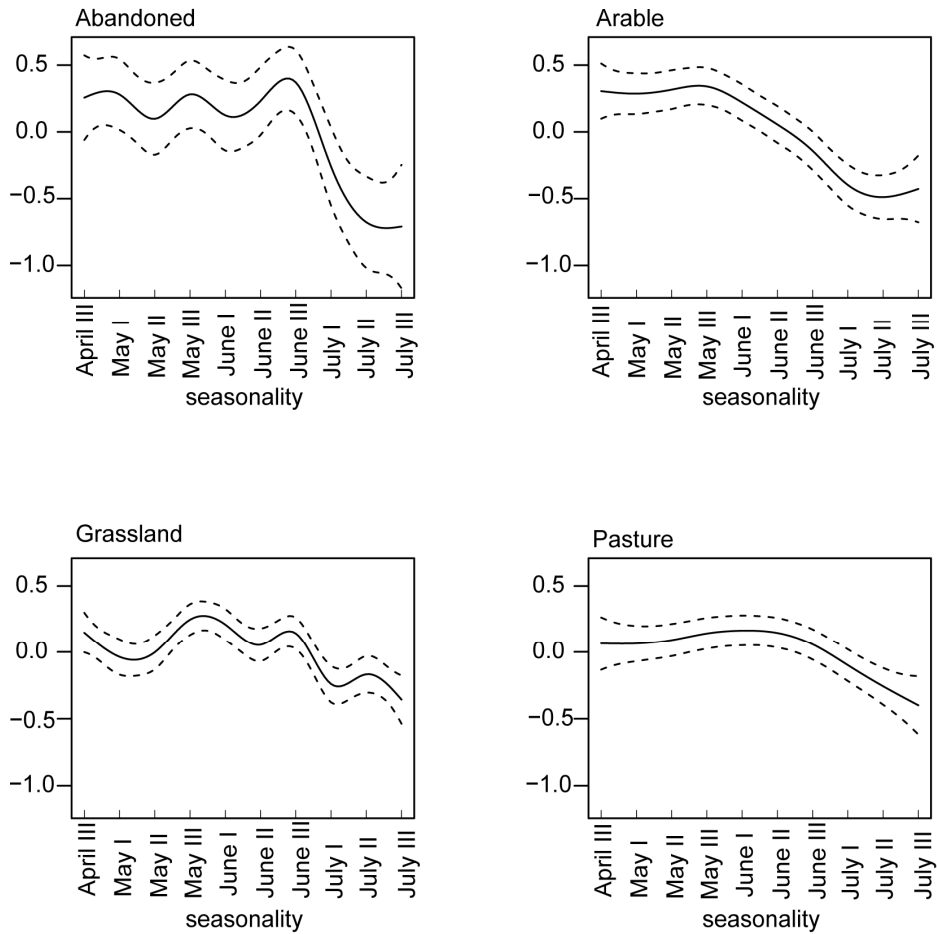 Abandoned
0.5
0.0
−0.5
−1.0
April III
May I
May II
May III
June I
June II
June III
July I
July II
July III
seasonality
Arable
0.5
0.0
−0.5
−1.0
April III
May I
May II
May III
June I
June II
June III
July I
July II
July III
seasonality
Grassland
0.5
0.0
−0.5
−1.0
April III
May I
May II
May III
June I
June II
June III
July I
July II
July III
seasonality
Pasture
0.5
0.0
−0.5
−1.0
April III
May I
May II
May III
June I
June II
June III
July I
July II
July III
seasonality